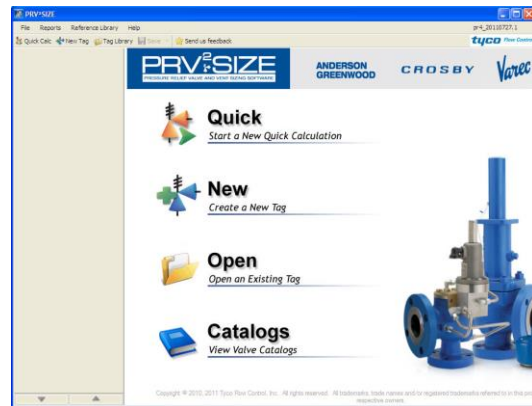 PRV²SIZE
File Reports Reference Library Help pr4_20110727.1
Quick Calc New Tag Tag Library Save Send us feedback tyco Flow Control
PRV²SIZE
PRESSURE RELIEF VALVE AND VENT SIZING SOFTWARE
ANDERSON GREENWOOD
CROSBY
Varec
Quick
Start a New Quick Calculation
New
Create a New Tag
Open
Open an Existing Tag
Catalogs
View Valve Catalogs
Copyright © 2010, 2011 Tyco Flow Control, Inc. All rights reserved. All trademarks, trade names and/or registered trademarks referred to in this
respective owners.